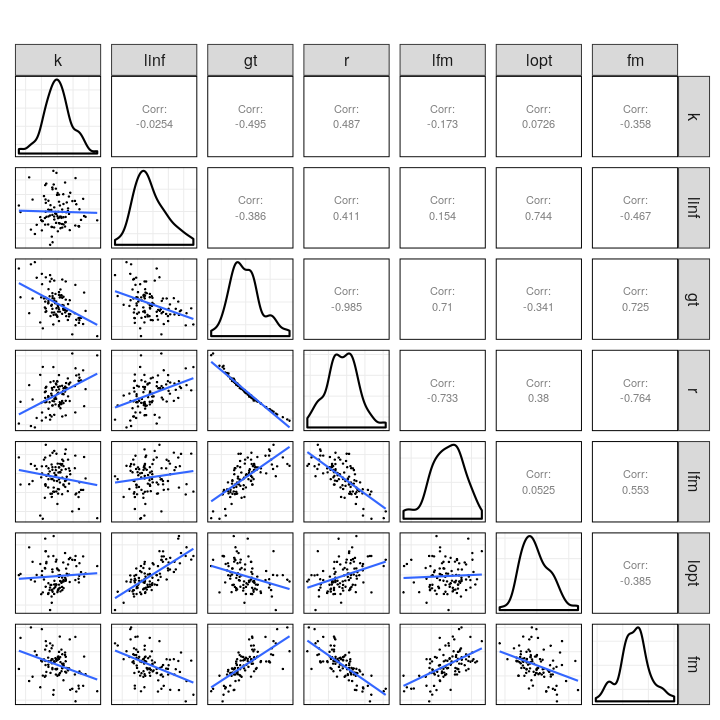 k linf gt r lfm lopt fm
Corr: Corr: Corr: Corr: Corr: Corr:
-0.0254 -0.495 0.487 -0.173 0.0726 -0.358
k
Corr: Corr: Corr: Corr: Corr:
-0.386 0.411 0.154 0.744 -0.467
linf
Corr: Corr: Corr: Corr:
-0.985 0.71 -0.341 0.725
gt
Corr: Corr: Corr:
-0.733 0.38 -0.764
r
Corr: Corr:
0.0525 0.553
lfm
Corr:
-0.385
lopt
fm